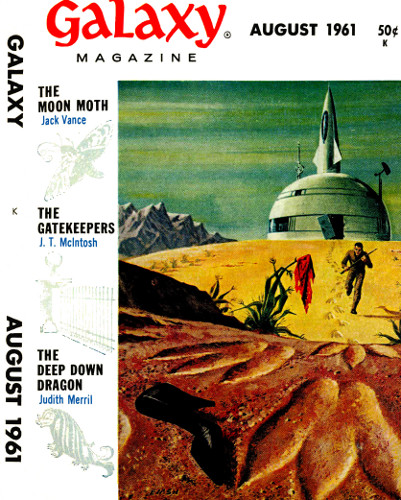 Galaxy®
MAGAZINE
AUGUST 1961
50¢
K
GALAXY
K
AUGUST 1961
THE
MOON MOTH
Jack Vance
THE
GATEKEEPERS
J. T. McIntosh
THE
DEEP DOWN
DRAGON
Judith Merril